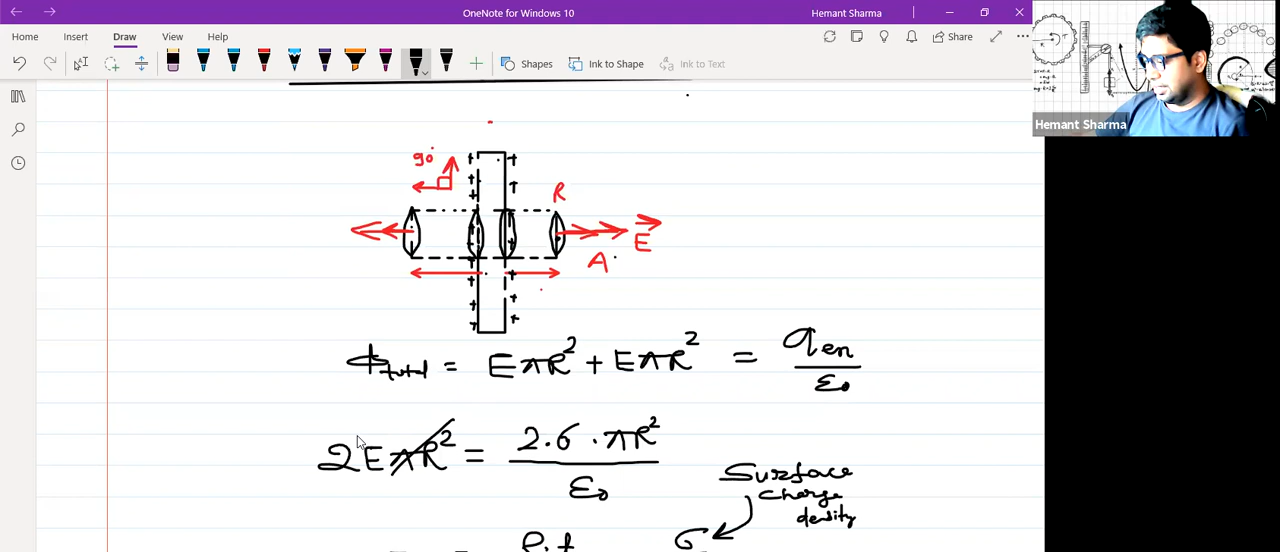 OneNote for Windows 10
Hemant Sharma
Home Insert Draw View Help
Share
Shapes
Ink to Shape
Ink to Text
Hemant Sharma
90°
R
E
A
ϕtotal = EπR² + EπR² = qen/ε₀
2EπR² = 2.σ.πR²/ε₀
Surface
charge
density
ρ.t σ